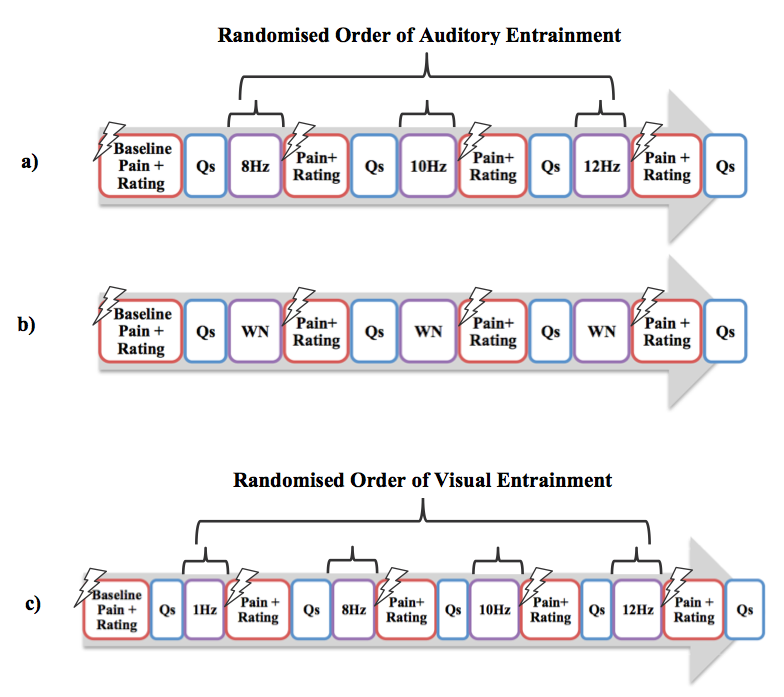 Randomised Order of Auditory Entrainment
a)
Baseline
Pain +
Rating
Qs
8Hz
Pain+
Rating
Qs
10Hz
Pain+
Rating
Qs
12Hz
Pain +
Rating
Qs
b)
Baseline
Pain +
Rating
Qs
WN
Pain+
Rating
Qs
WN
Pain+
Rating
Qs
WN
Pain +
Rating
Qs
Randomised Order of Visual Entrainment
c)
Baseline
Pain +
Rating
Qs
1Hz
Pain +
Rating
Qs
8Hz
Pain+
Rating
Qs
10Hz
Pain+
Rating
Qs
12Hz
Pain +
Rating
Qs